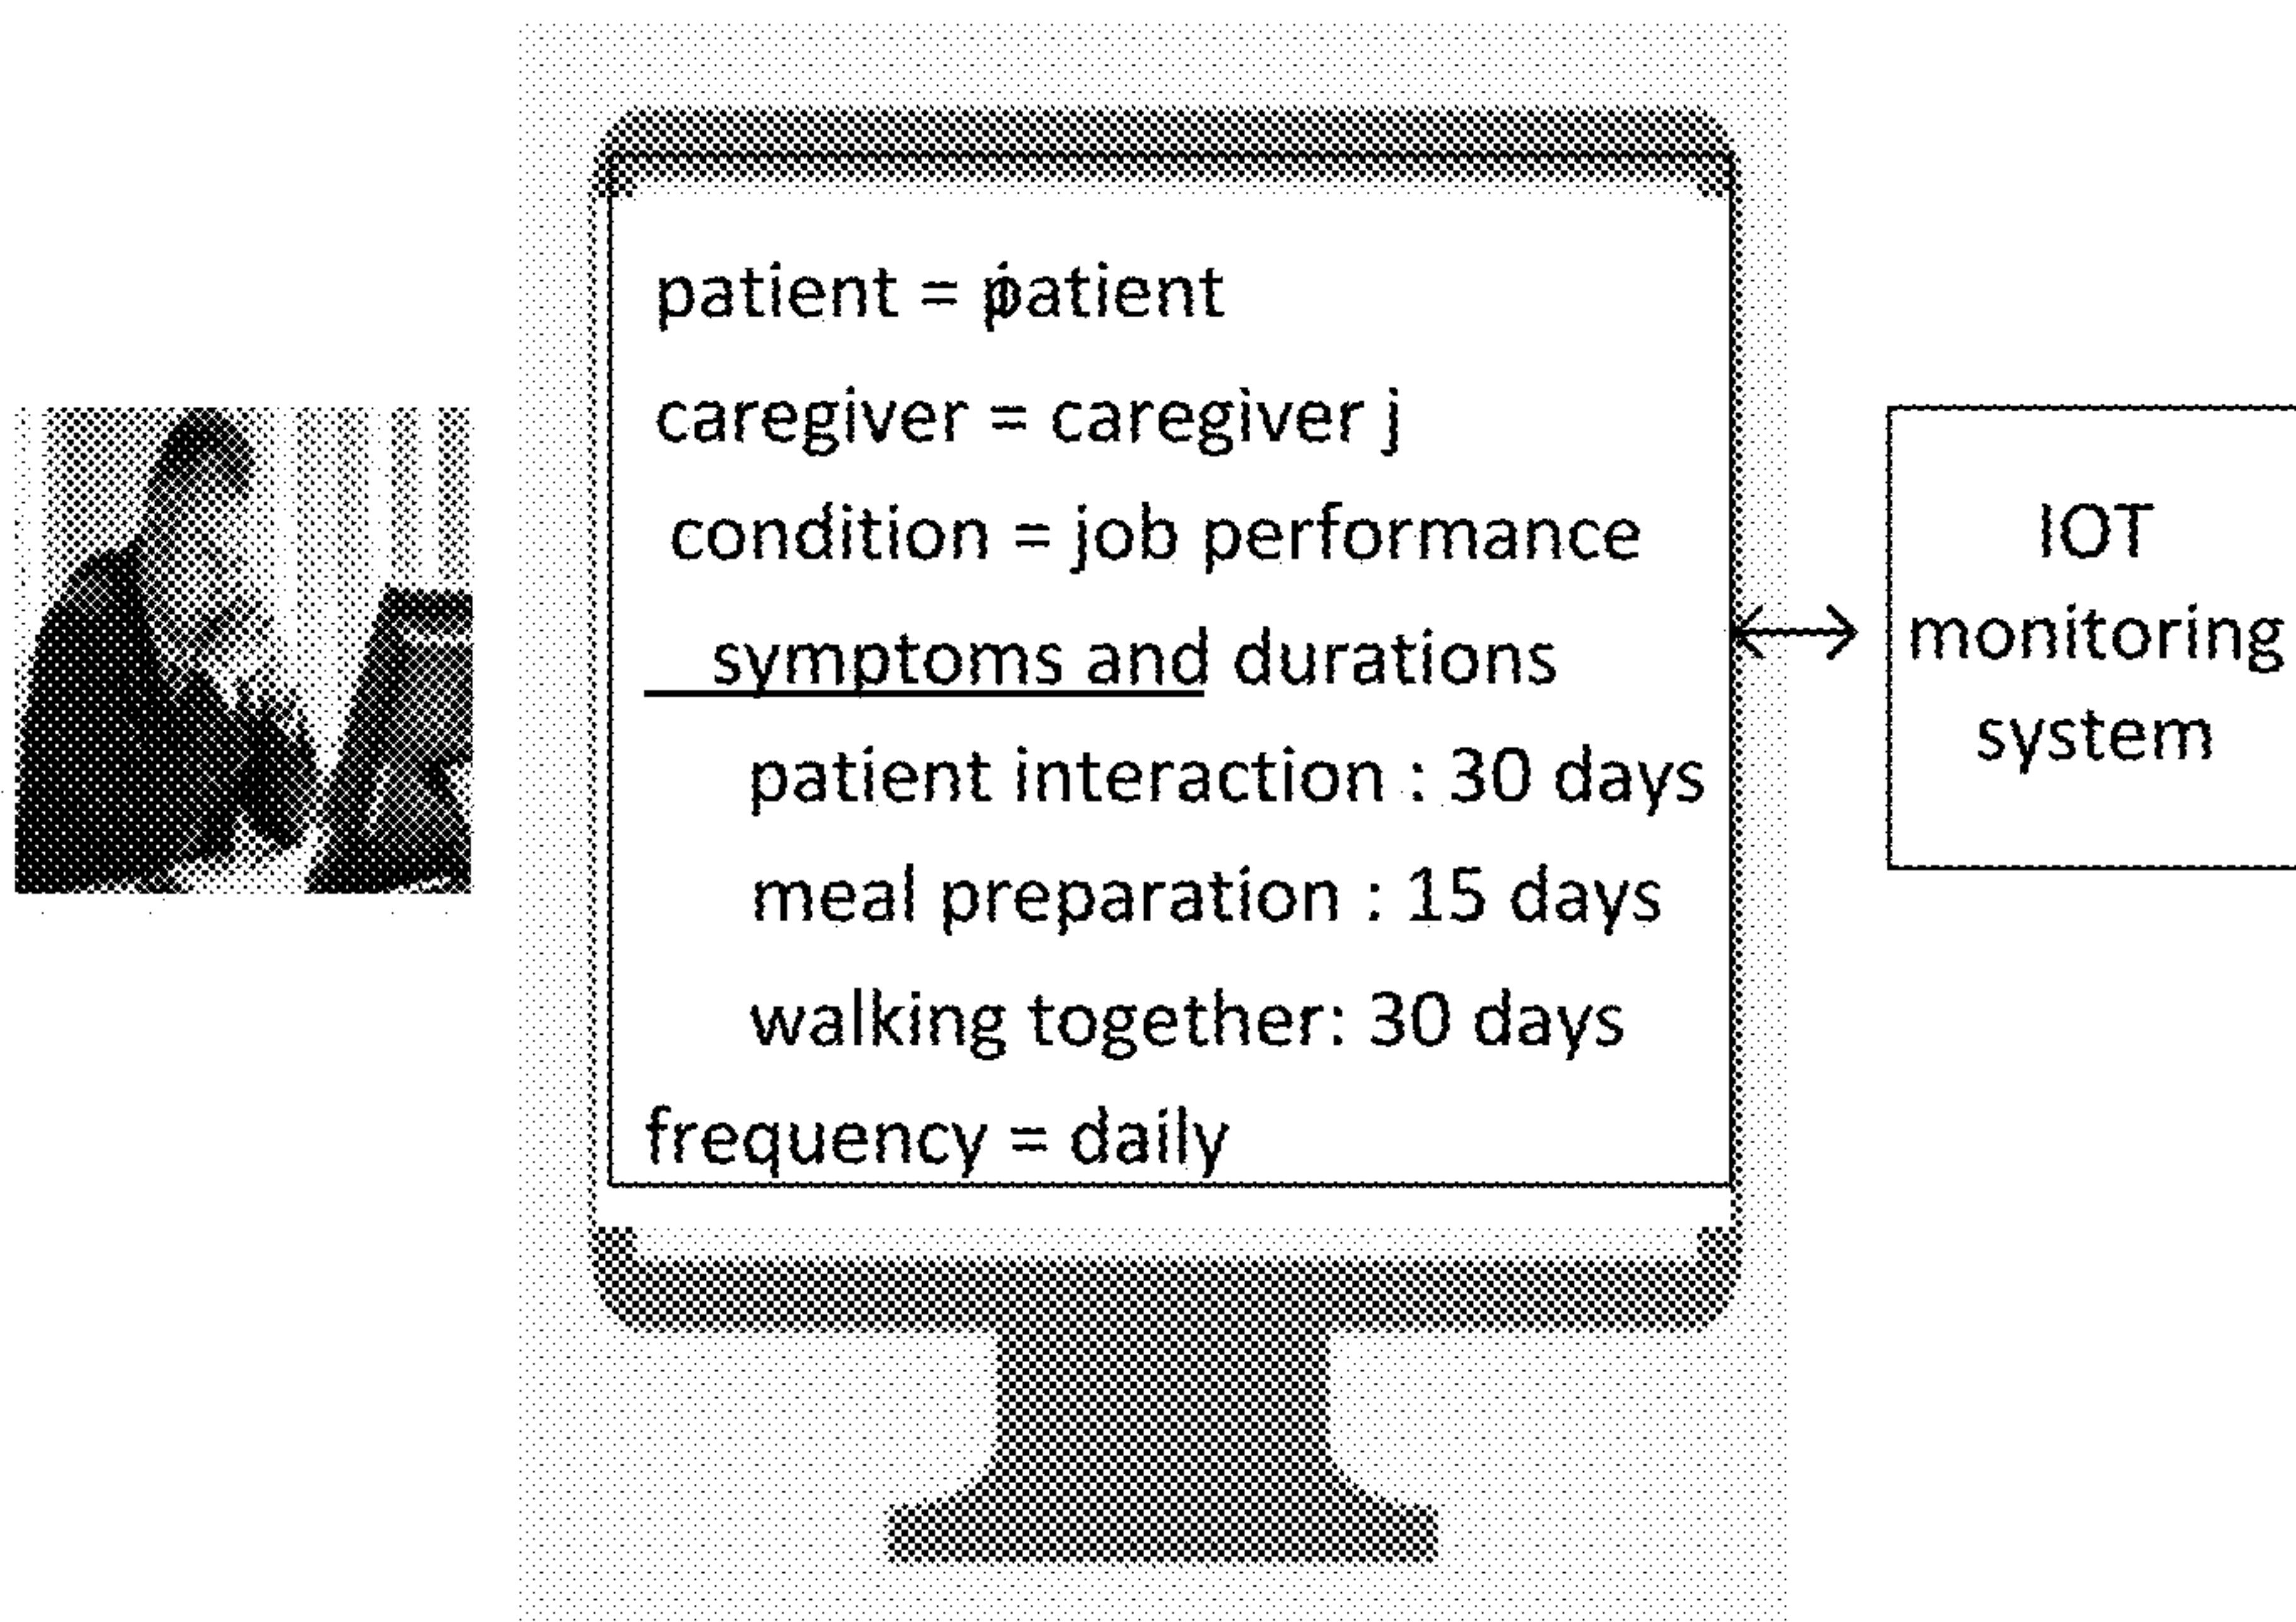 patient = patient
caregiver = caregiver j
condition = job performance
symptoms and durations
patient interaction : 30 days
meal preparation : 15 days
walking together: 30 days
frequency = daily
IOT
monitoring
system